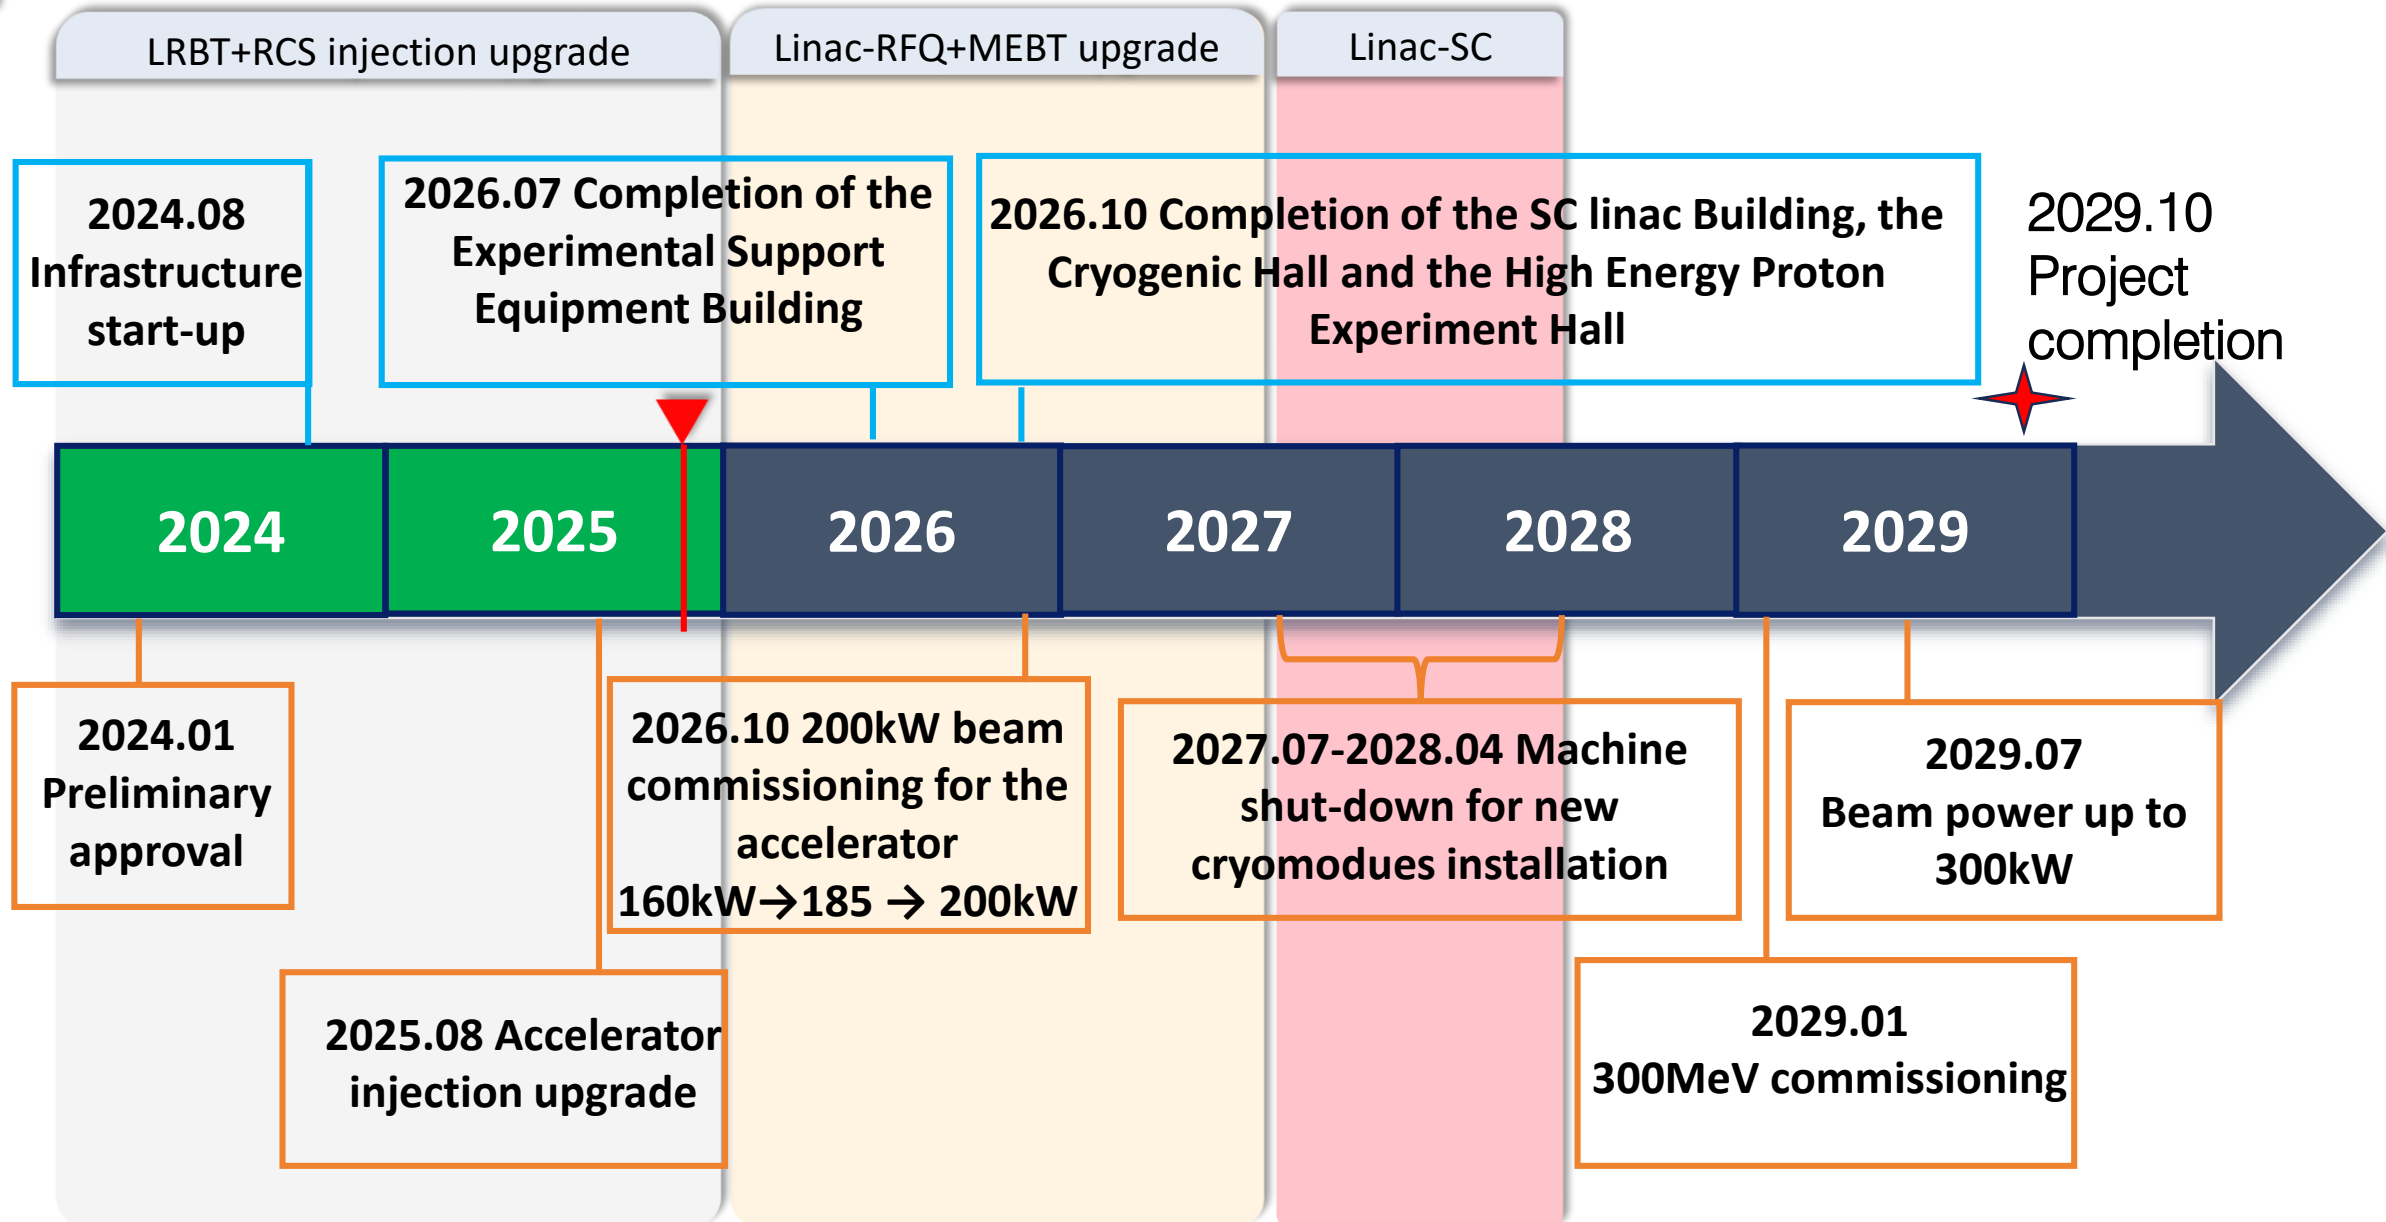 LRBT+RCS injection upgrade
Linac-RFQ+MEBT upgrade
Linac-SC
2024.08
Infrastructure
start-up
2026.07 Completion of the
Experimental Support
Equipment Building
2026.10 Completion of the SC linac Building, the
Cryogenic Hall and the High Energy Proton
Experiment Hall
2029.10
Project
completion
2024
2025
2026
2027
2028
2029
2024.01
Preliminary
approval
2025.08 Accelerator
injection upgrade
2026.10 200kW beam
commissioning for the
accelerator
160kW→185 → 200kW
2027.07-2028.04 Machine
shut-down for new
cryomodues installation
2029.01
300MeV commissioning
2029.07
Beam power up to
300kW